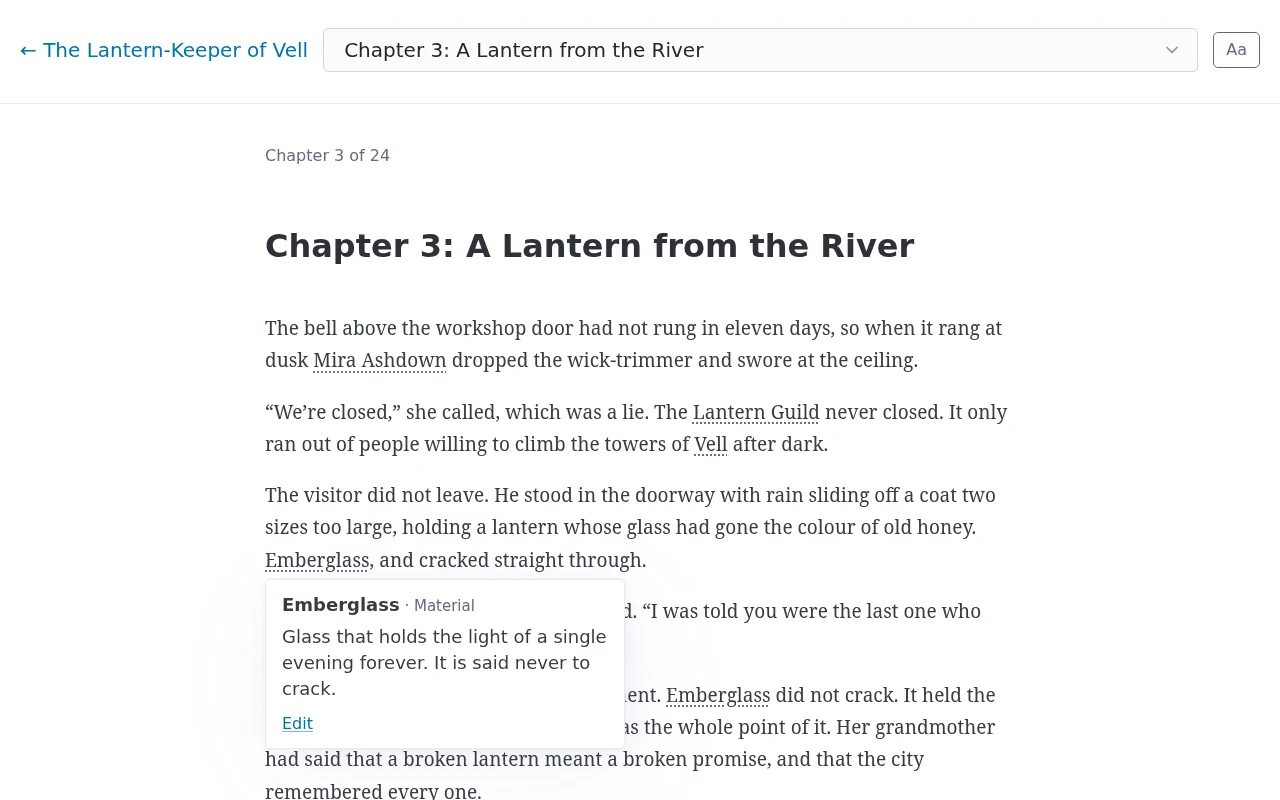 ← The Lantern-Keeper of Vell
Chapter 3: A Lantern from the River
Aa
Chapter 3 of 24
Chapter 3: A Lantern from the River
The bell above the workshop door had not rung in eleven days, so when it rang at
dusk Mira Ashdown dropped the wick-trimmer and swore at the ceiling.
“We’re closed,” she called, which was a lie. The Lantern Guild never closed. It only
ran out of people willing to climb the towers of Vell after dark.
The visitor did not leave. He stood in the doorway with rain sliding off a coat two
sizes too large, holding a lantern whose glass had gone the colour of old honey.
Emberglass, and cracked straight through.
Emberglass · Material
Glass that holds the light of a single
evening forever. It is said never to
crack.
Edit
“I was told you were the last one who
Emberglass did not crack. It held the
the whole point of it. Her grandmother
had said that a broken lantern meant a broken promise, and that the city
remembered every one.